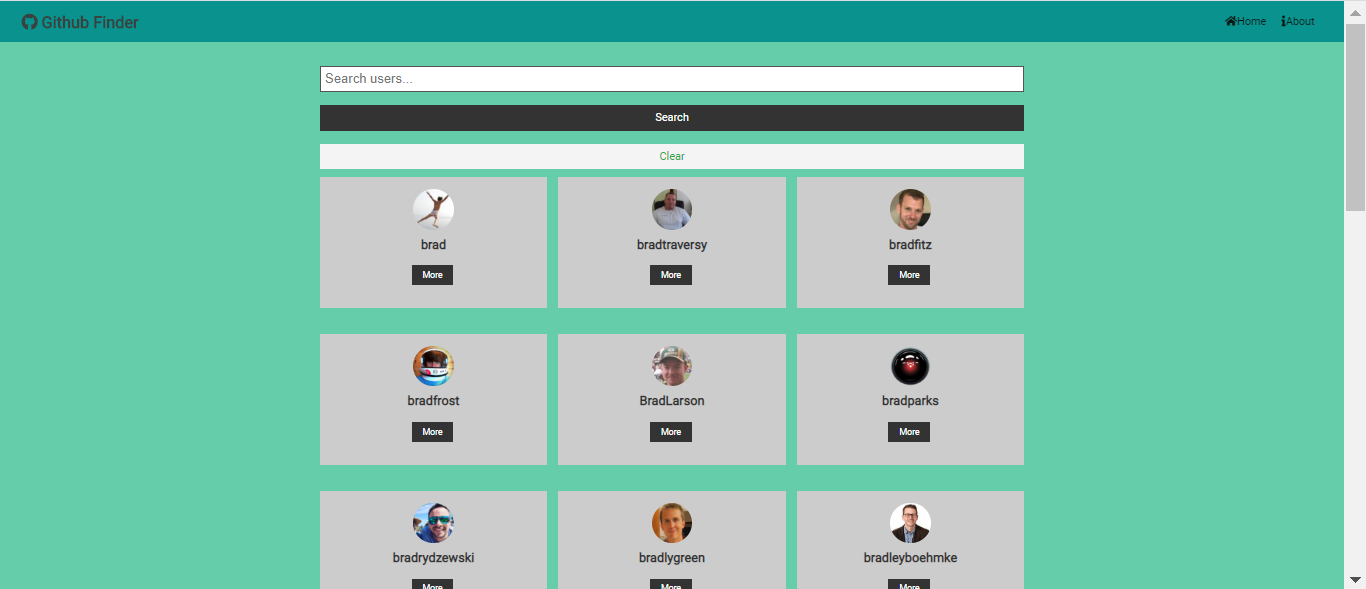 Github Finder
Home About
Search users...
Search
Clear
brad bradtraversy bradfitz
More More More
bradfrost BradLarson bradparks
More More More
bradrydzewski bradlygreen bradleyboehmke
More More More